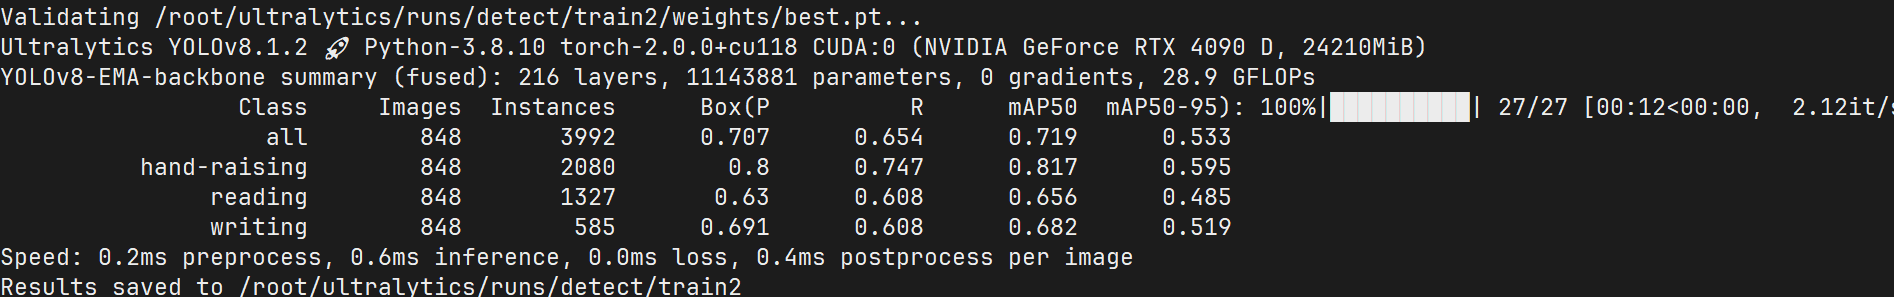 Validating /root/ultralytics/runs/detect/train2/weights/best.pt...
Ultralytics YOLOv8.1.2 🚀 Python-3.8.10 torch-2.0.0+cu118 CUDA:0 (NVIDIA GeForce RTX 4090 D, 24210MiB)
YOLOv8-EMA-backbone summary (fused): 216 layers, 11143881 parameters, 0 gradients, 28.9 GFLOPs
Class Images Instances Box(P R mAP50 mAP50-95): 100%|██████████| 27/27 [00:12<00:00, 2.12it/s
all 848 3992 0.707 0.654 0.719 0.533
hand-raising 848 2080 0.8 0.747 0.817 0.595
reading 848 1327 0.63 0.608 0.656 0.485
writing 848 585 0.691 0.608 0.682 0.519
Speed: 0.2ms preprocess, 0.6ms inference, 0.0ms loss, 0.4ms postprocess per image
Results saved to /root/ultralytics/runs/detect/train2